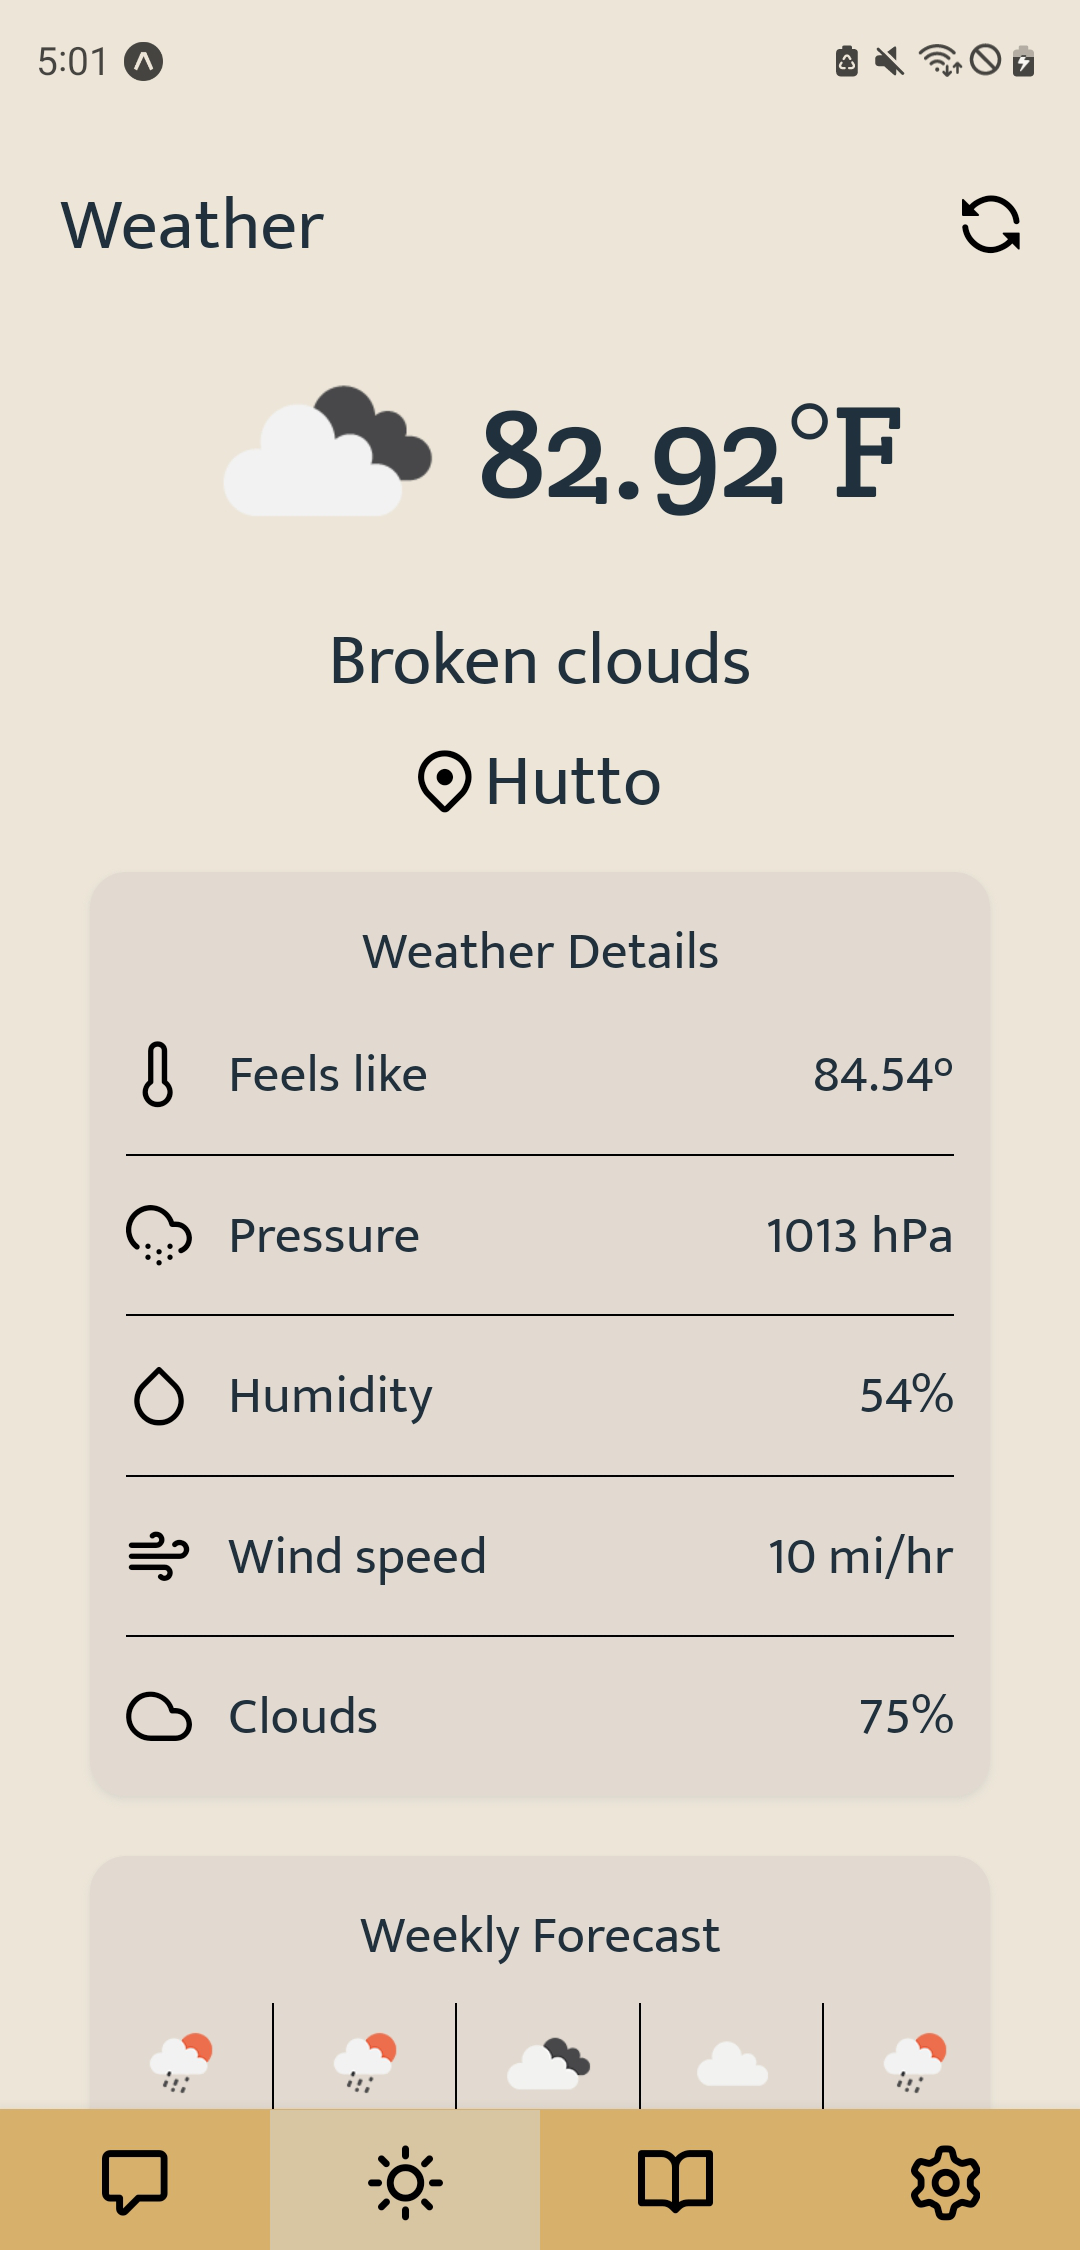 5:01
Weather
82.92°F
Broken clouds
Hutto
Weather Details
Feels like 84.54º
Pressure 1013 hPa
Humidity 54%
Wind speed 10 mi/hr
Clouds 75%
Weekly Forecast